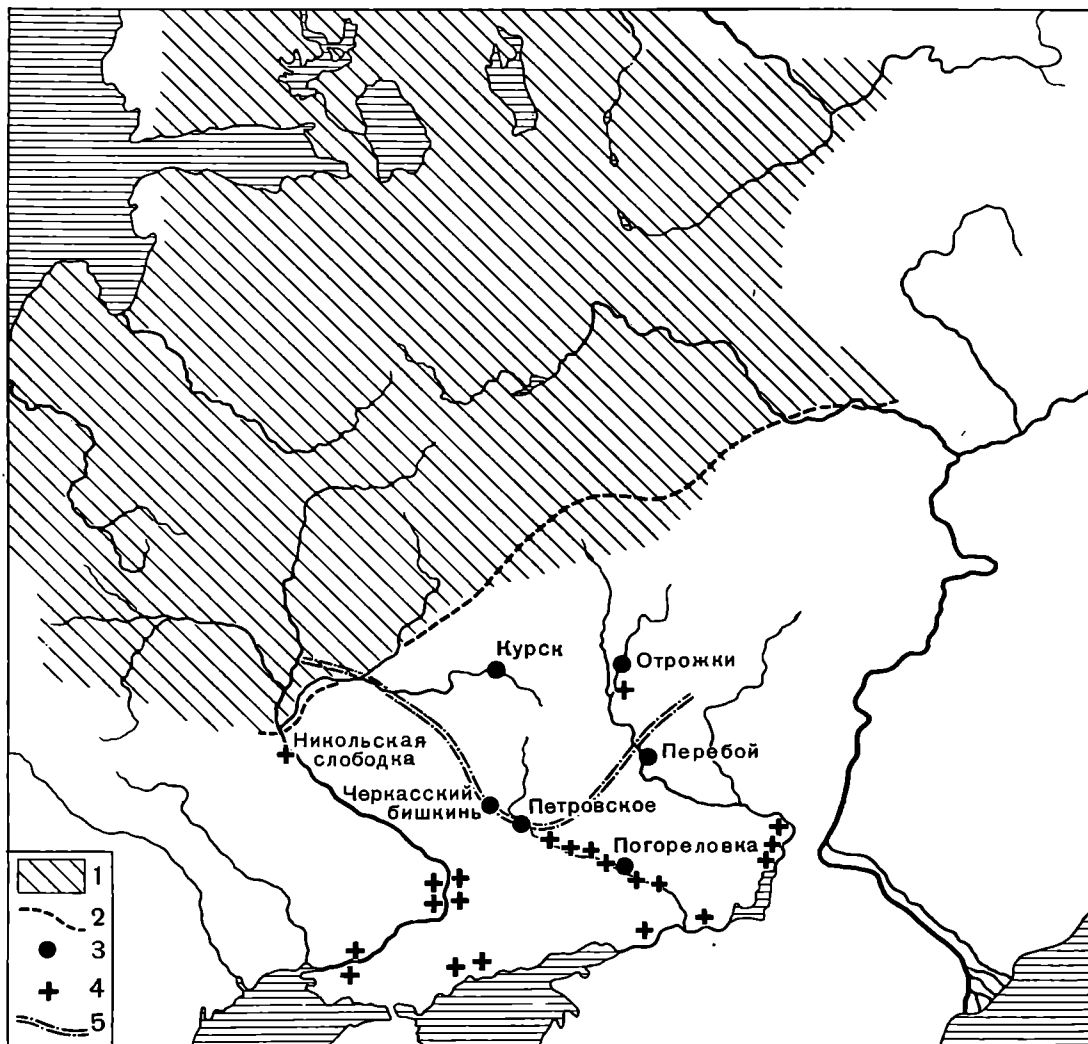 Курск
Отрожки
Никольская
слободка
Перебой
Черкасский
бишкинь
Петровское
Погореловка
1
2
3
4
5